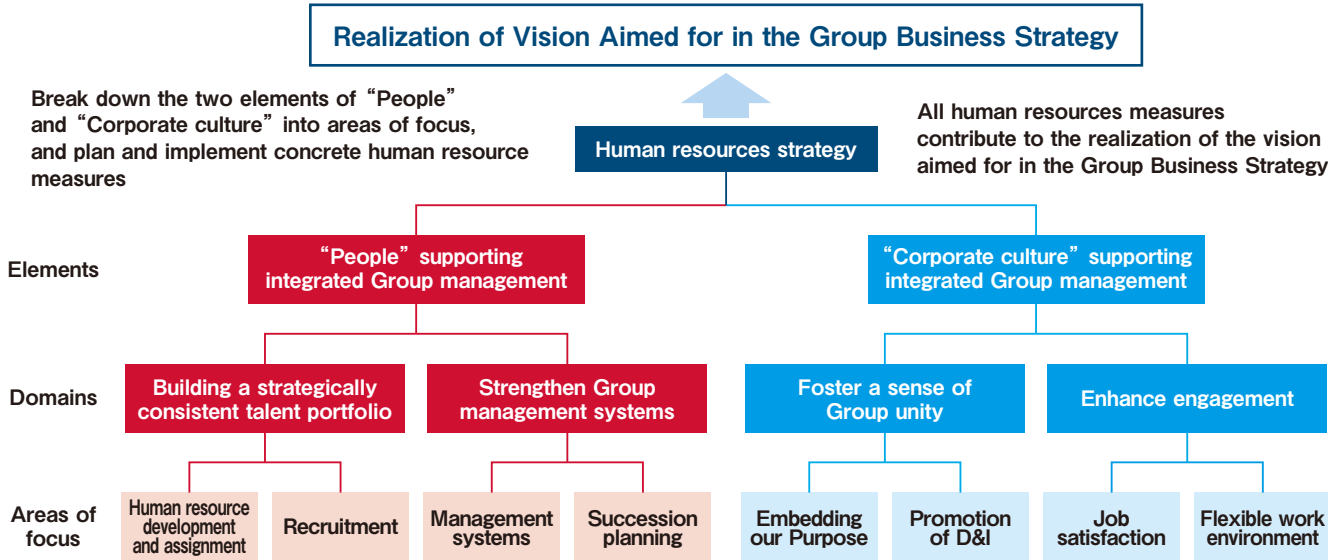 Realization of Vision Aimed for in the Group Business Strategy
Break down the two elements of “People”
and “Corporate culture” into areas of focus,
and plan and implement concrete human resource
measures
Human resources strategy
All human resources measures
contribute to the realization of the vision
aimed for in the Group Business Strategy
Elements
“People” supporting
integrated Group management
“Corporate culture” supporting
integrated Group management
Domains
Building a strategically
consistent talent portfolio
Strengthen Group
management systems
Foster a sense of
Group unity
Enhance engagement
Areas of
focus
Human resource
development
and assignment
Recruitment
Management
systems
Succession
planning
Embedding
our Purpose
Promotion
of D&I
Job
satisfaction
Flexible work
environment